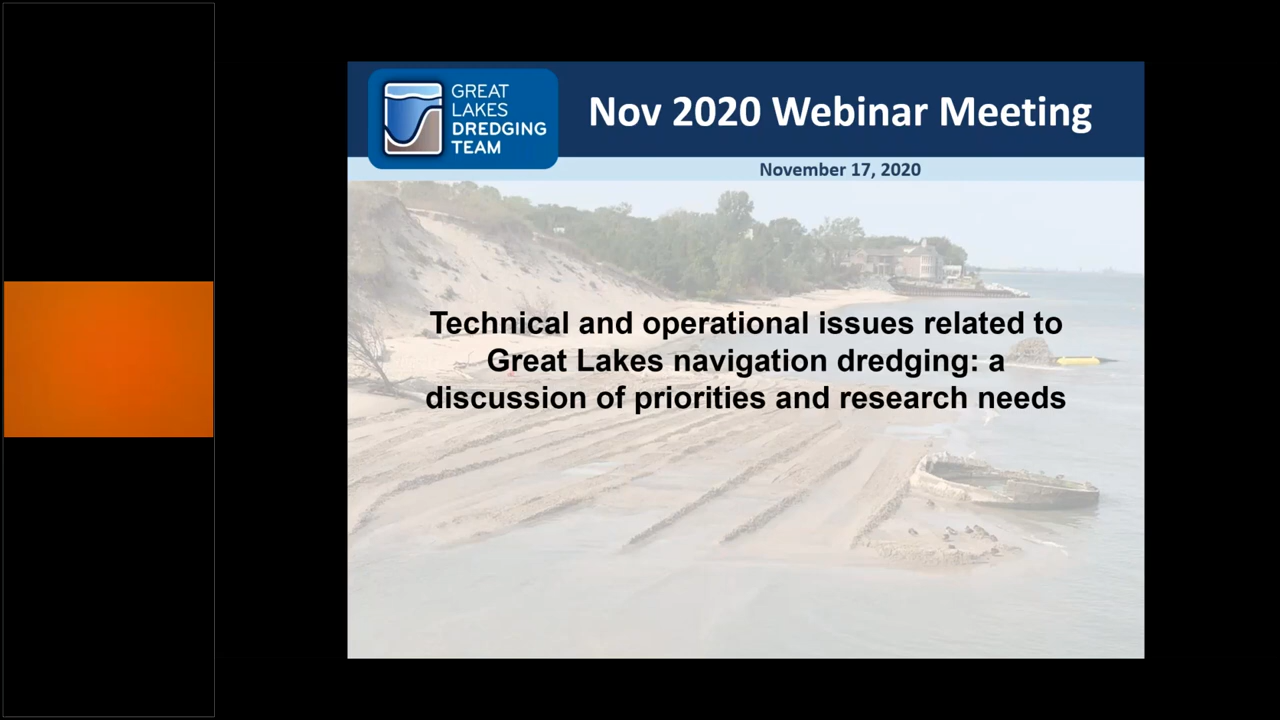 GREAT
LAKES
DREDGING
TEAM
Nov 2020 Webinar Meeting
November 17, 2020
Technical and operational issues related to
Great Lakes navigation dredging: a
discussion of priorities and research needs